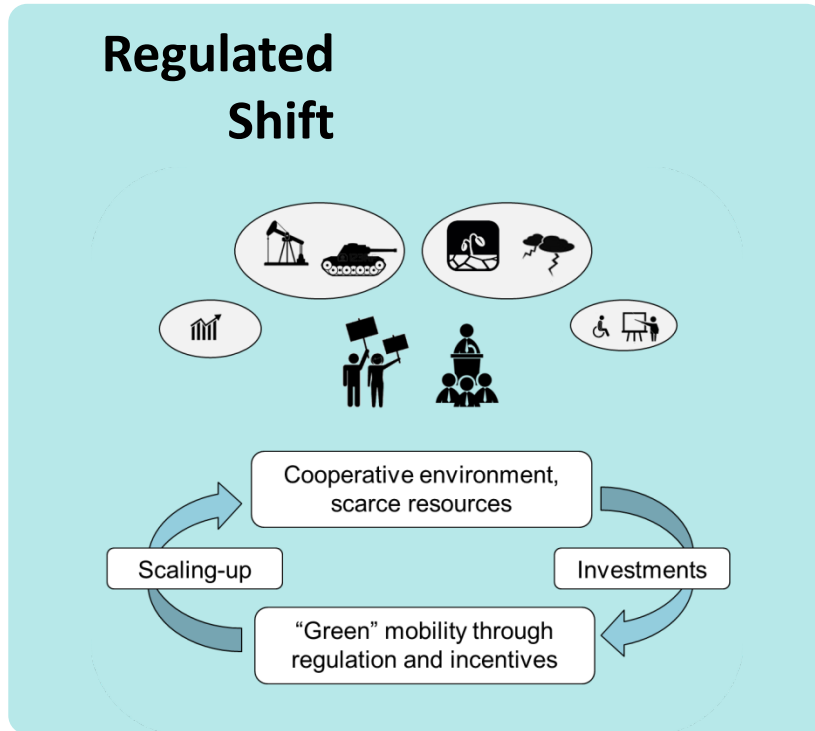 Regulated
Shift
Cooperative environment,
scarce resources
Scaling-up
Investments
“Green” mobility through
regulation and incentives